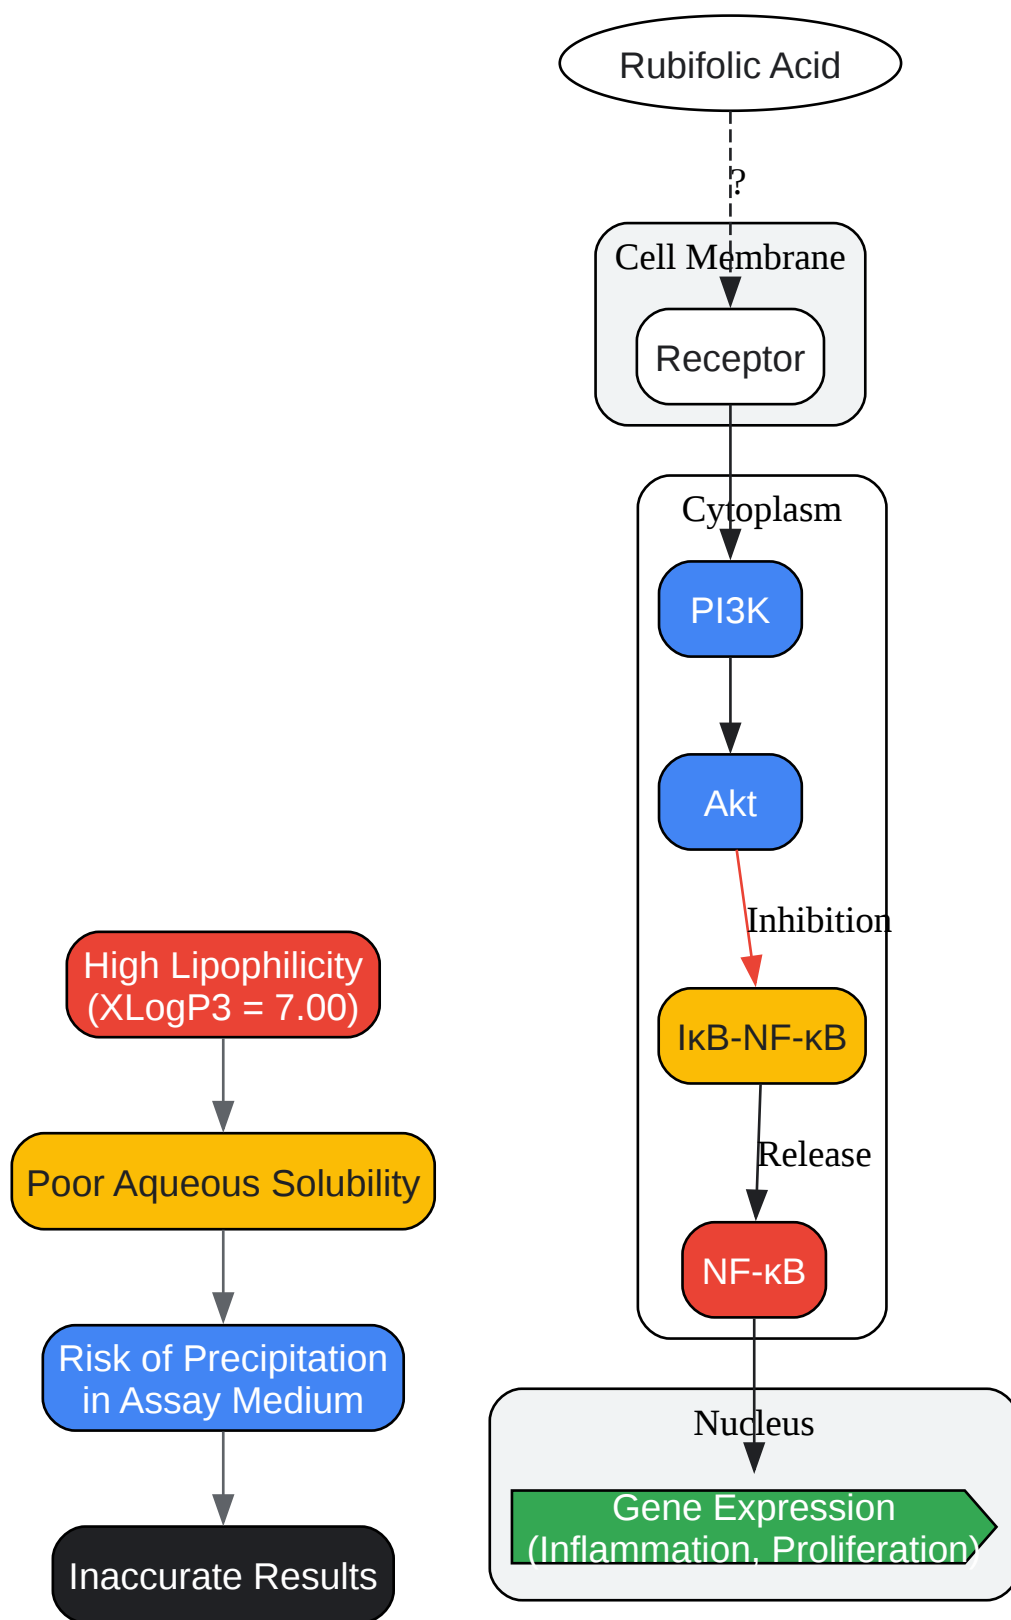 Rubifolic Acid
?
Cell Membrane
Receptor
Cytoplasm
PI3K
Akt
Inhibition
IκB-NF-κB
Release
NF-κB
Nucleus
Gene Expression
(Inflammation, Proliferation)
High Lipophilicity
(XLogP3 = 7.00)
Poor Aqueous Solubility
Risk of Precipitation
in Assay Medium
Inaccurate Results